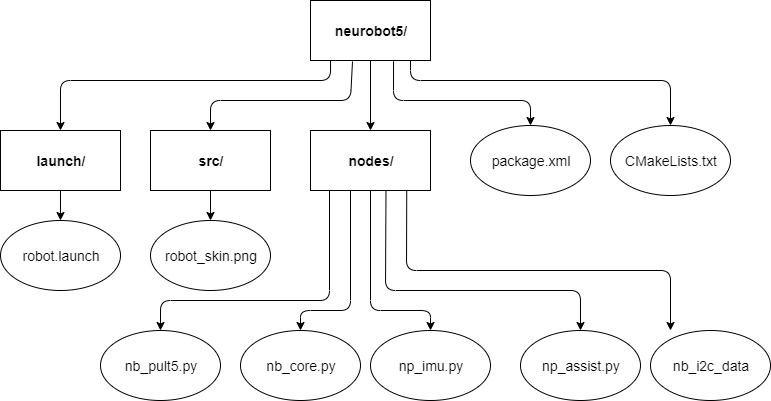 neurobot5/
launch/
src/
nodes/
package.xml
CMakeLists.txt
robot.launch
robot_skin.png
nb_pult5.py
nb_core.py
np_imu.py
np_assist.py
nb_i2c_data